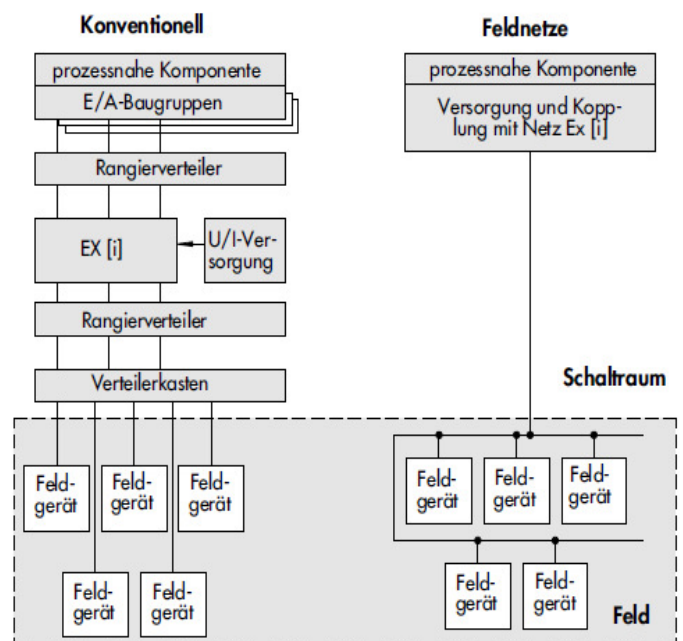 Konventionell
prozessnahe Komponente
E/A-Baugruppen
Rangierverteiler
EX [i]
U/I-Ver-
sorgung
Rangierverteiler
Verteilerkasten
Feld-
gerät
Feld-
gerät
Feld-
gerät
Feld-
gerät
Feld-
gerät
Feldnetze
prozessnahe Komponente
Versorgung und Kopp-
lung mit Netz Ex [i]
Schaltraum
Feld-
gerät
Feld-
gerät
Feld-
gerät
Feld-
gerät
Feld-
gerät
Feld